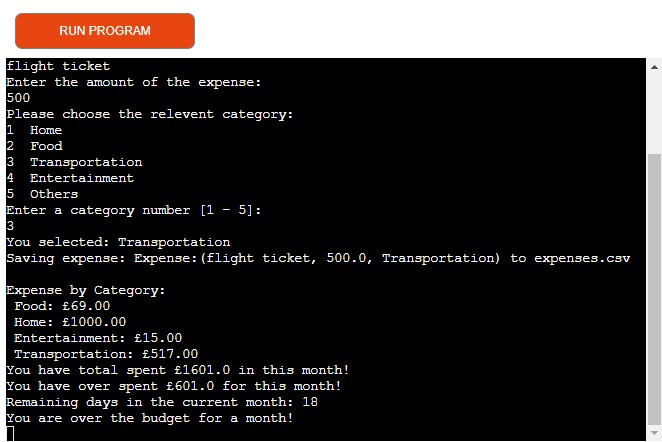 RUN PROGRAM
flight ticket
Enter the amount of the expense:
500
Please choose the relevent category:
1  Home
2  Food
3  Transportation
4  Entertainment
5  Others
Enter a category number [1 - 5]:
3
You selected: Transportation
Saving expense: Expense:(flight ticket, 500.0, Transportation) to expenses.csv

Expense by Category:
 Food: £69.00
 Home: £1000.00
 Entertainment: £15.00
 Transportation: £517.00
You have total spent £1601.0 in this month!
You have over spent £601.0 for this month!
Remaining days in the current month: 18
You are over the budget for a month!